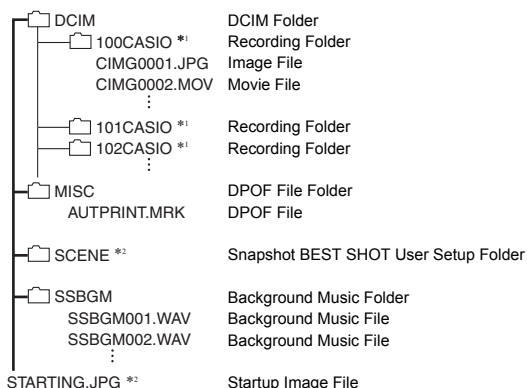 DCIM DCIM Folder
100CASIO *1 Recording Folder
CIMG0001.JPG Image File
CIMG0002.MOV Movie File
101CASIO *1 Recording Folder
102CASIO *1 Recording Folder
MISC DPOF File Folder
AUTPRINT.MRK DPOF File
SCENE *2 Snapshot BEST SHOT User Setup Folder
SSBGM Background Music Folder
SSBGM001.WAV Background Music File
SSBGM002.WAV Background Music File
STARTING.JPG *2 Startup Image File